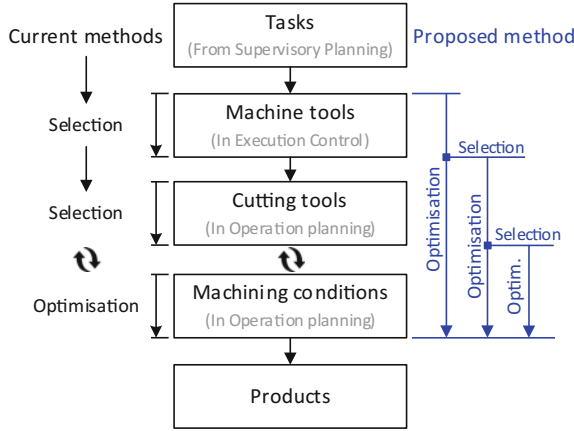 Current methods
Tasks
(From Supervisory Planning)
Proposed method
Selection
Machine tools
(In Execution Control)
Selection
Cutting tools
(In Operation planning)
Selection
Optimisation
Machining conditions
(In Operation planning)
Products
Optimisation
Optimisation
Selection
Optim.